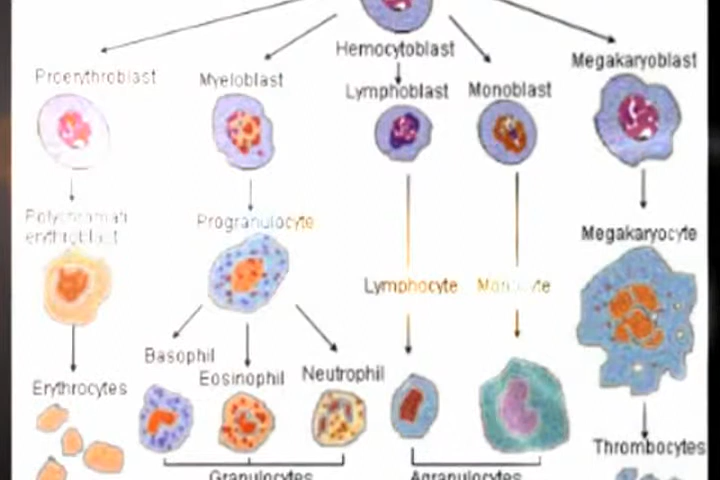 Hemocytoblast
Proerythroblast
Myeloblast
Lymphoblast
Monoblast
Megakaryoblast
erythroblast
Progranulocyte
Megakaryocyte
Lymphocyte
Erythrocytes
Basophil
Eosinophil
Neutrophil
Thrombocytes
Granulocytes
Agranulocytes